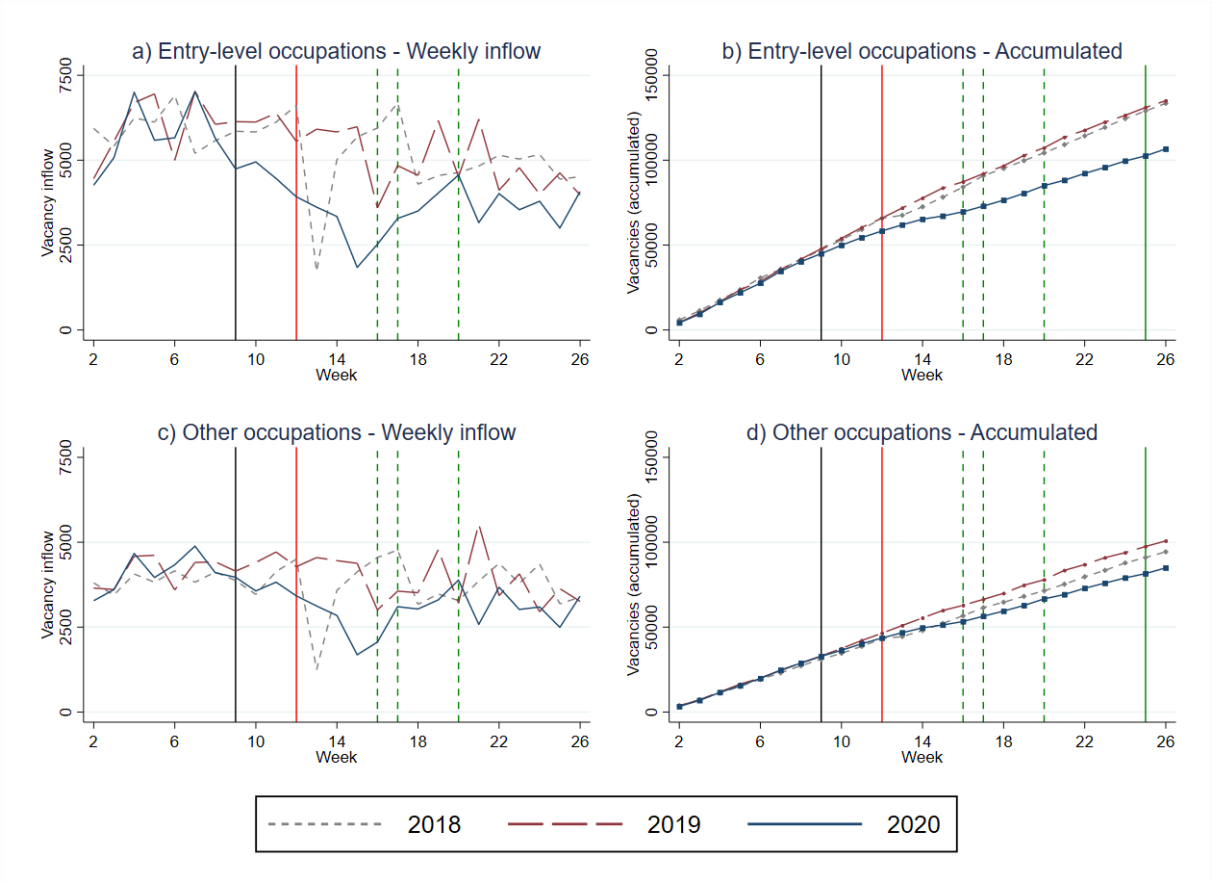 a) Entry-level occupations - Weekly inflow
Vacancy inflow
7500
5000
2500
0
2 6 10 14 18 22 26
Week
b) Entry-level occupations - Accumulated
Vacancies (accumulated)
150000
100000
50000
0
2 6 10 14 18 22 26
Week
c) Other occupations - Weekly inflow
Vacancy inflow
7500
5000
2500
0
2 6 10 14 18 22 26
Week
d) Other occupations - Accumulated
Vacancies (accumulated)
150000
100000
50000
0
2 6 10 14 18 22 26
Week
2018 2019 2020